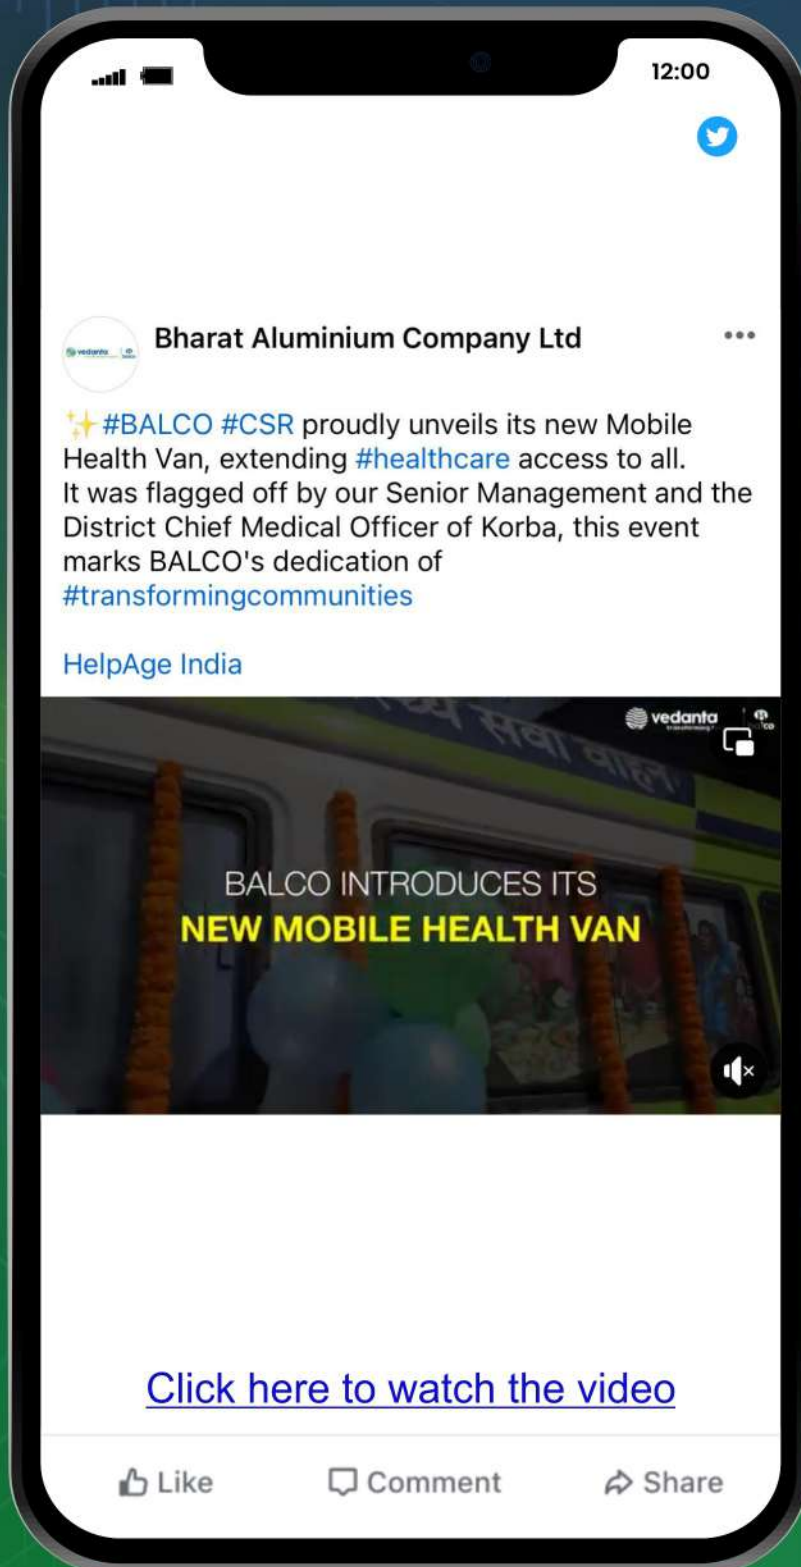 12:00
vedanta
Bharat Aluminium Company Ltd
✨#BALCO #CSR proudly unveils its new Mobile
Health Van, extending #healthcare access to all.
It was flagged off by our Senior Management and the
District Chief Medical Officer of Korba, this event
marks BALCO's dedication of
#transformingcommunities
HelpAge India
vedanta
सेवा वाहन
BALCO INTRODUCES ITS
NEW MOBILE HEALTH VAN
Click here to watch the video
Like
Comment
Share